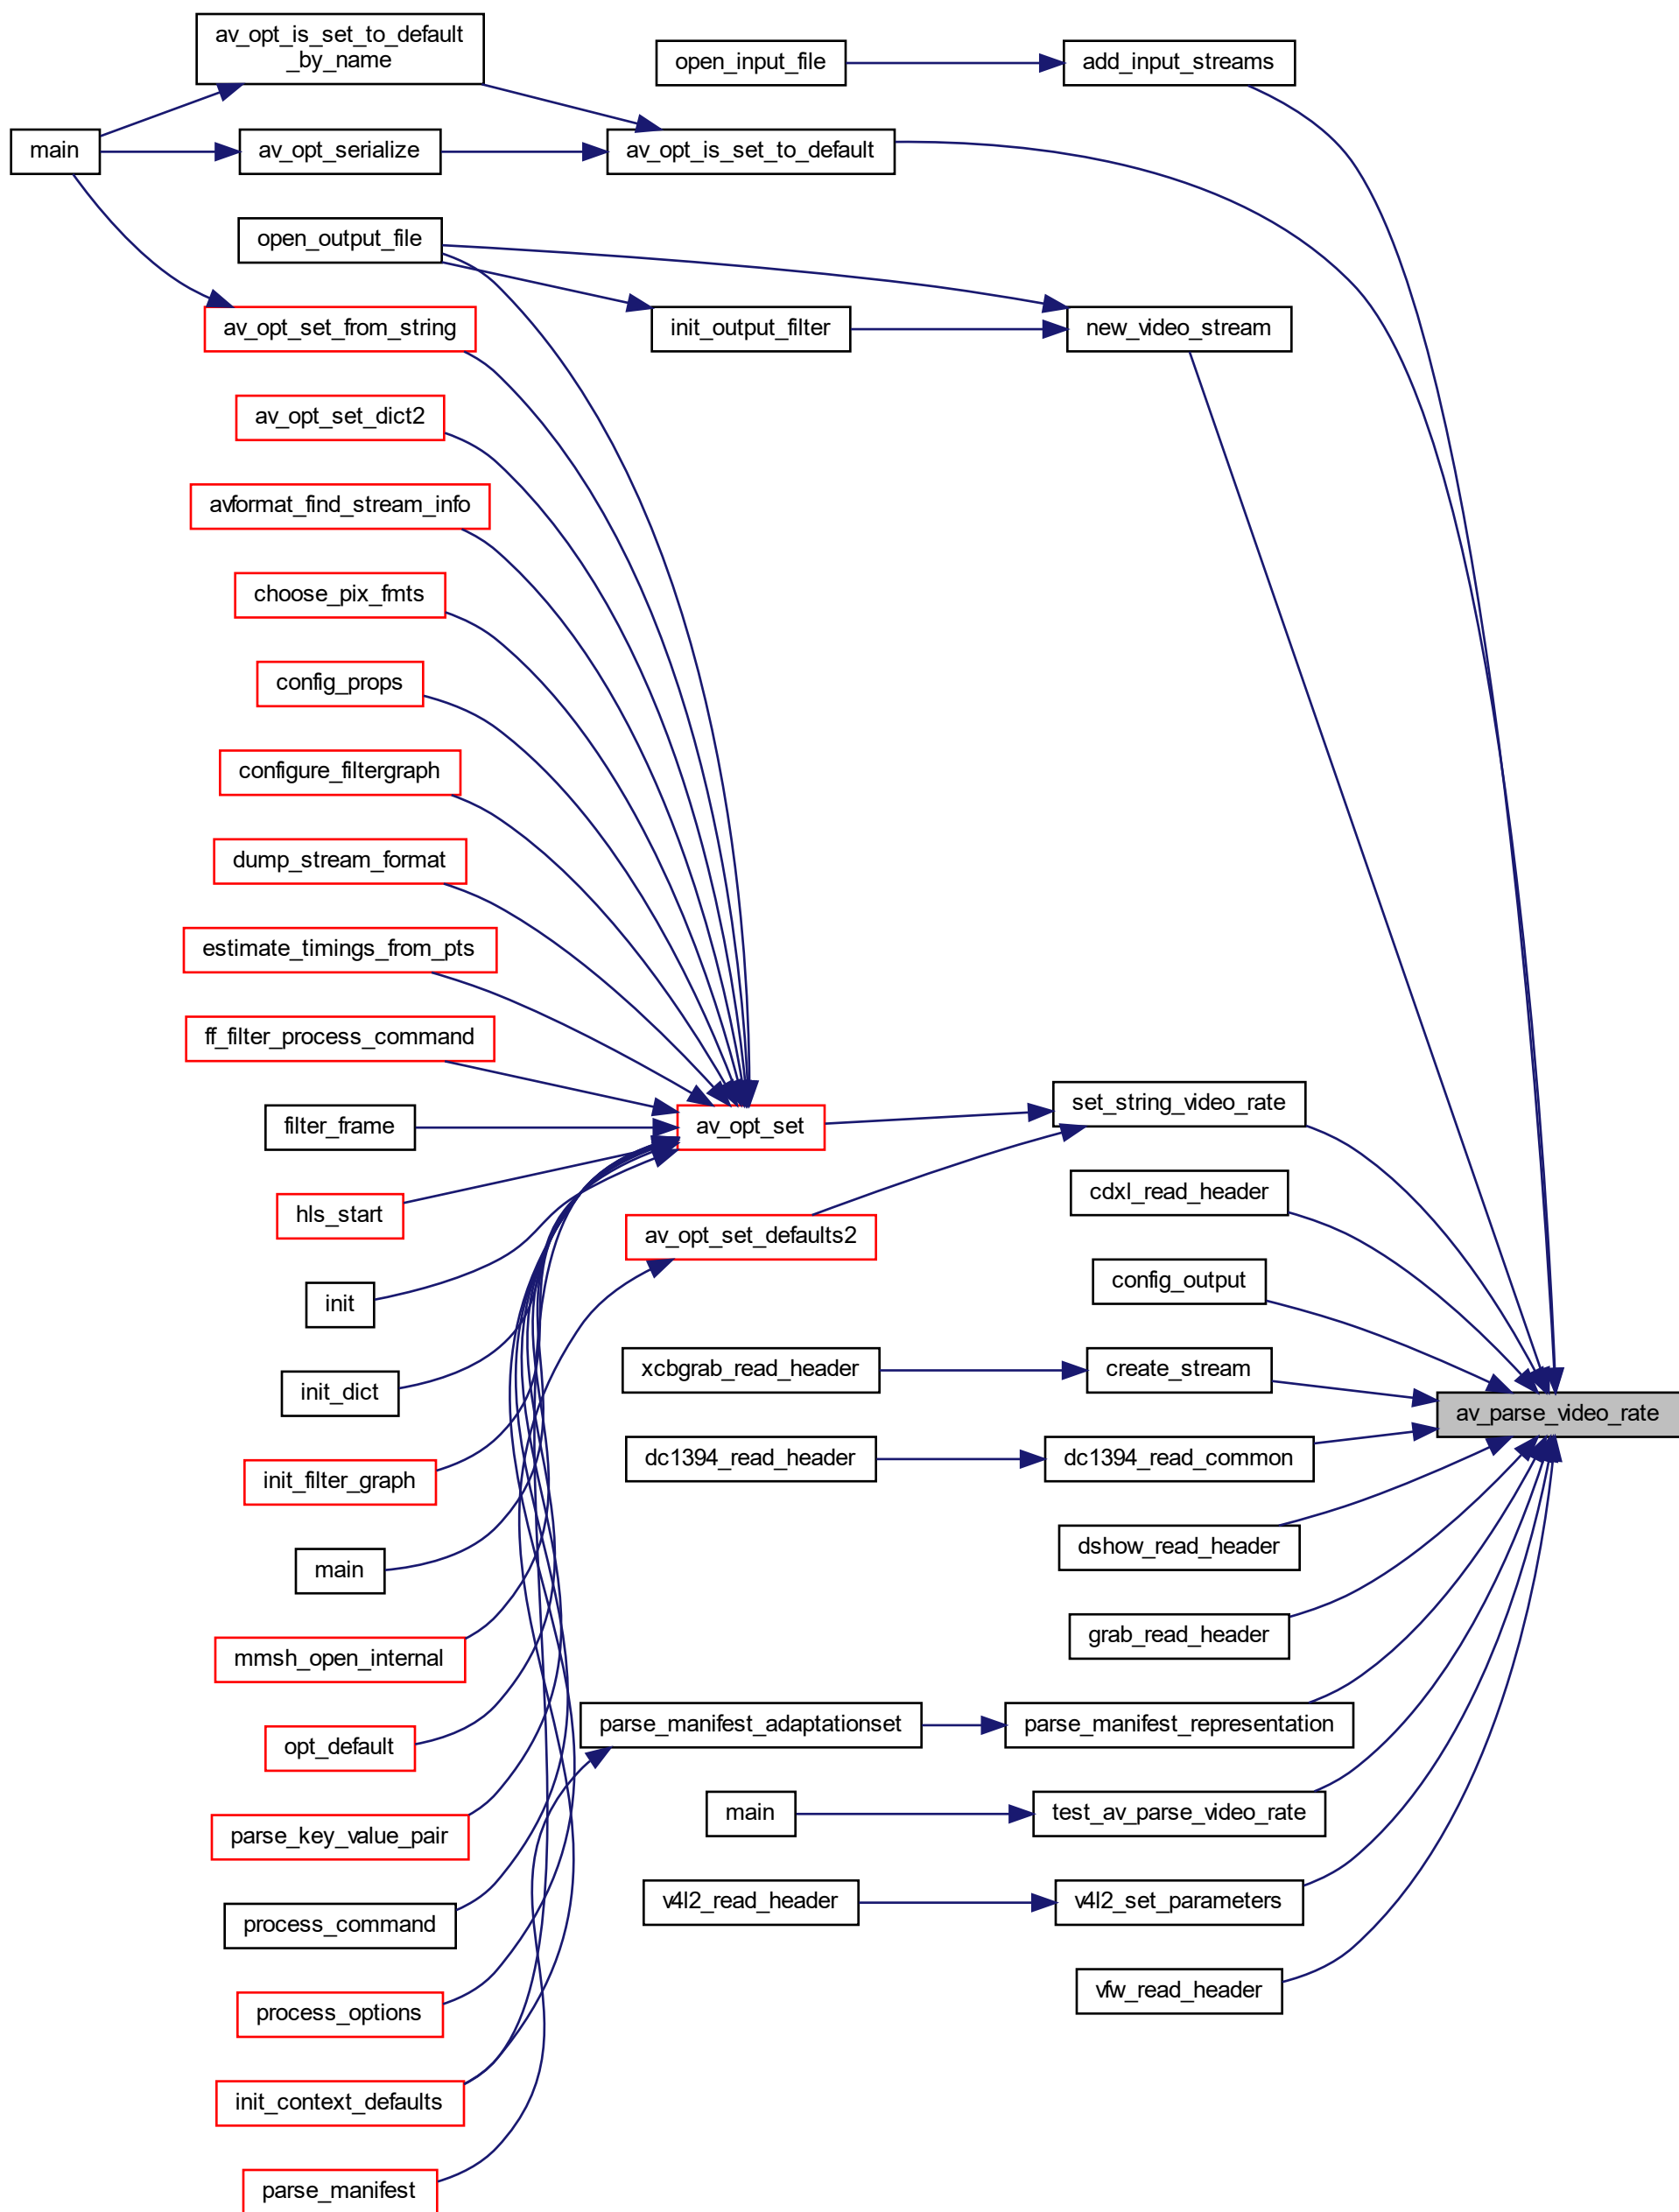 av_opt_is_set_to_default
_by_name
open_input_file
add_input_streams
main
av_opt_serialize
av_opt_is_set_to_default
open_output_file
av_opt_set_from_string
init_output_filter
new_video_stream
av_opt_set_dict2
avformat_find_stream_info
choose_pix_fmts
config_props
configure_filtergraph
dump_stream_format
estimate_timings_from_pts
ff_filter_process_command
filter_frame
av_opt_set
set_string_video_rate
hls_start
av_opt_set_defaults2
cdxl_read_header
init
config_output
init_dict
xcbgrab_read_header
create_stream
av_parse_video_rate
init_filter_graph
dc1394_read_header
dc1394_read_common
main
dshow_read_header
mmsh_open_internal
grab_read_header
opt_default
parse_manifest_adaptationset
parse_manifest_representation
parse_key_value_pair
main
test_av_parse_video_rate
process_command
v4l2_read_header
v4l2_set_parameters
process_options
vfw_read_header
init_context_defaults
parse_manifest